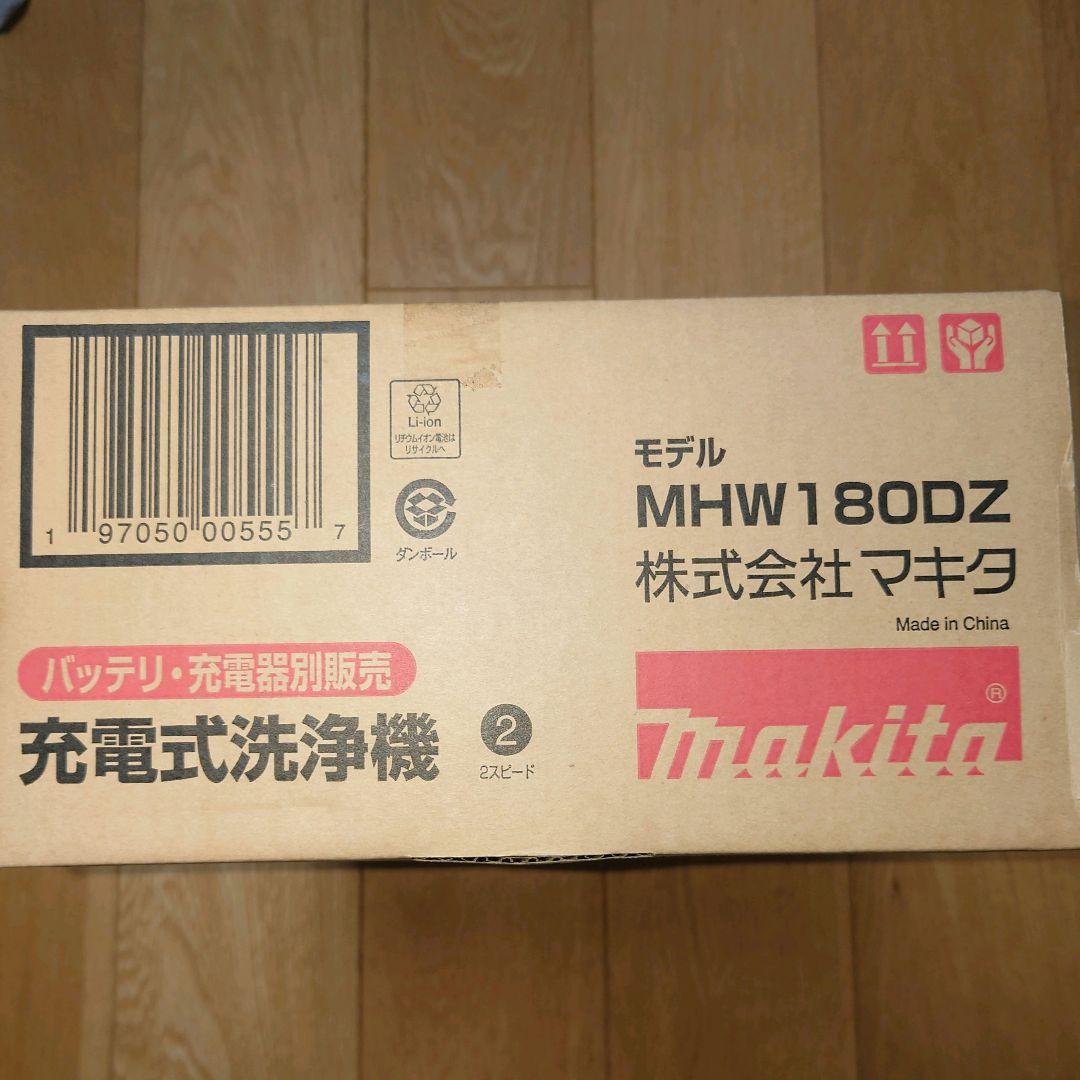 1 97050 00555 7
Li-ion
リチウムイオン電池は
リサイクルへ
ダンボール
バッテリ・充電器別販売
充電式洗浄機
2
2スピード
モデル
MHW180DZ
株式会社マキタ
Made in China
makita®